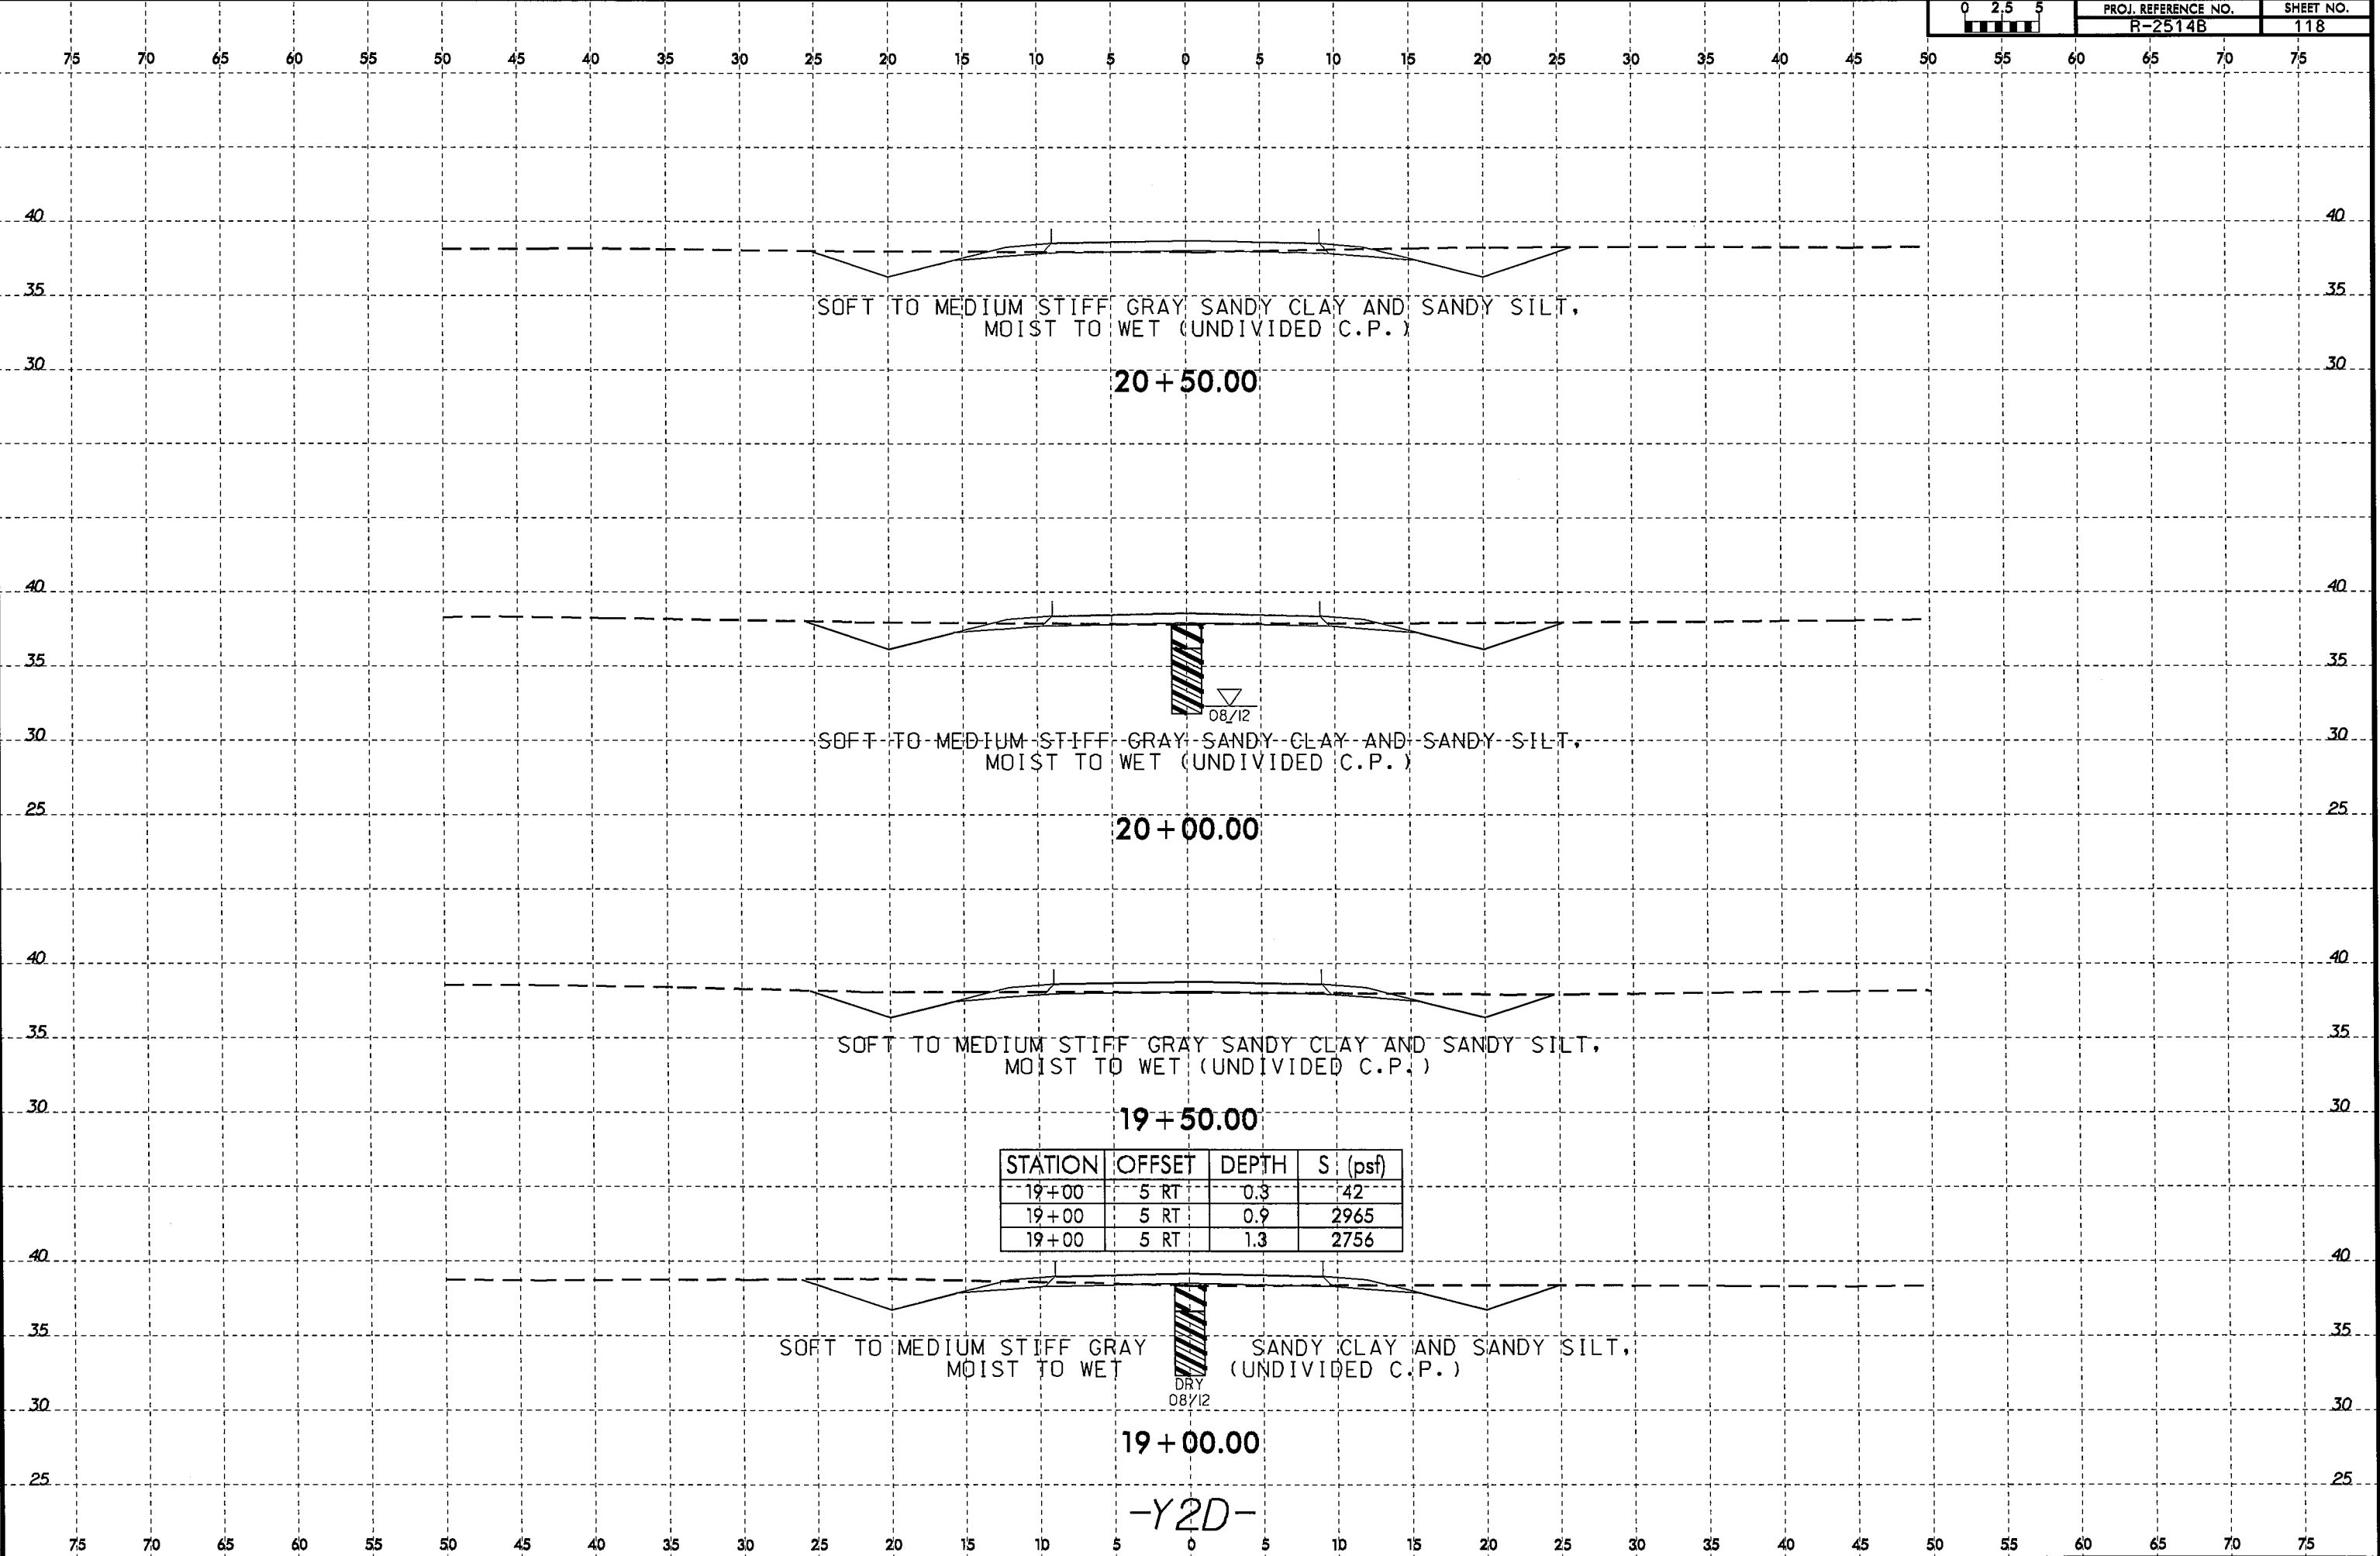 0 2.5 5 PROJ. REFERENCE NO. SHEET NO.
R-2514B 118
75 70 65 60 55 50 45 40 35 30 25 20 15 10 5 0 5 10 15 20 25 30 35 40 45 50 55 60 65 70 75
40 40
35 35
SOFT TO MEDIUM STIFF GRAY SANDY CLAY AND SANDY SILT,
MOIST TO WET (UNDIVIDED C.P.)
30 30
20+50.00
40 40
35 35
08/12
30 SOFT TO MEDIUM STIFF GRAY SANDY CLAY AND SANDY SILT, 30
MOIST TO WET (UNDIVIDED C.P.)
25 25
20+00.00
40 40
35 35
SOFT TO MEDIUM STIFF GRAY SANDY CLAY AND SANDY SILT,
MOIST TO WET (UNDIVIDED C.P.)
30 30
19+50.00
STATION OFFSET DEPTH S (psf)
19+00 5 RT 0.3 42
19+00 5 RT 0.9 2965
19+00 5 RT 1.3 2756
40 40
35 35
SOFT TO MEDIUM STIFF GRAY SANDY CLAY AND SANDY SILT,
MOIST TO WET (UNDIVIDED C.P.)
DRY
08/12
30 30
19+00.00
25 25
-Y2D-
75 70 65 60 55 50 45 40 35 30 25 20 15 10 5 0 5 10 15 20 25 30 35 40 45 50 55 60 65 70 75